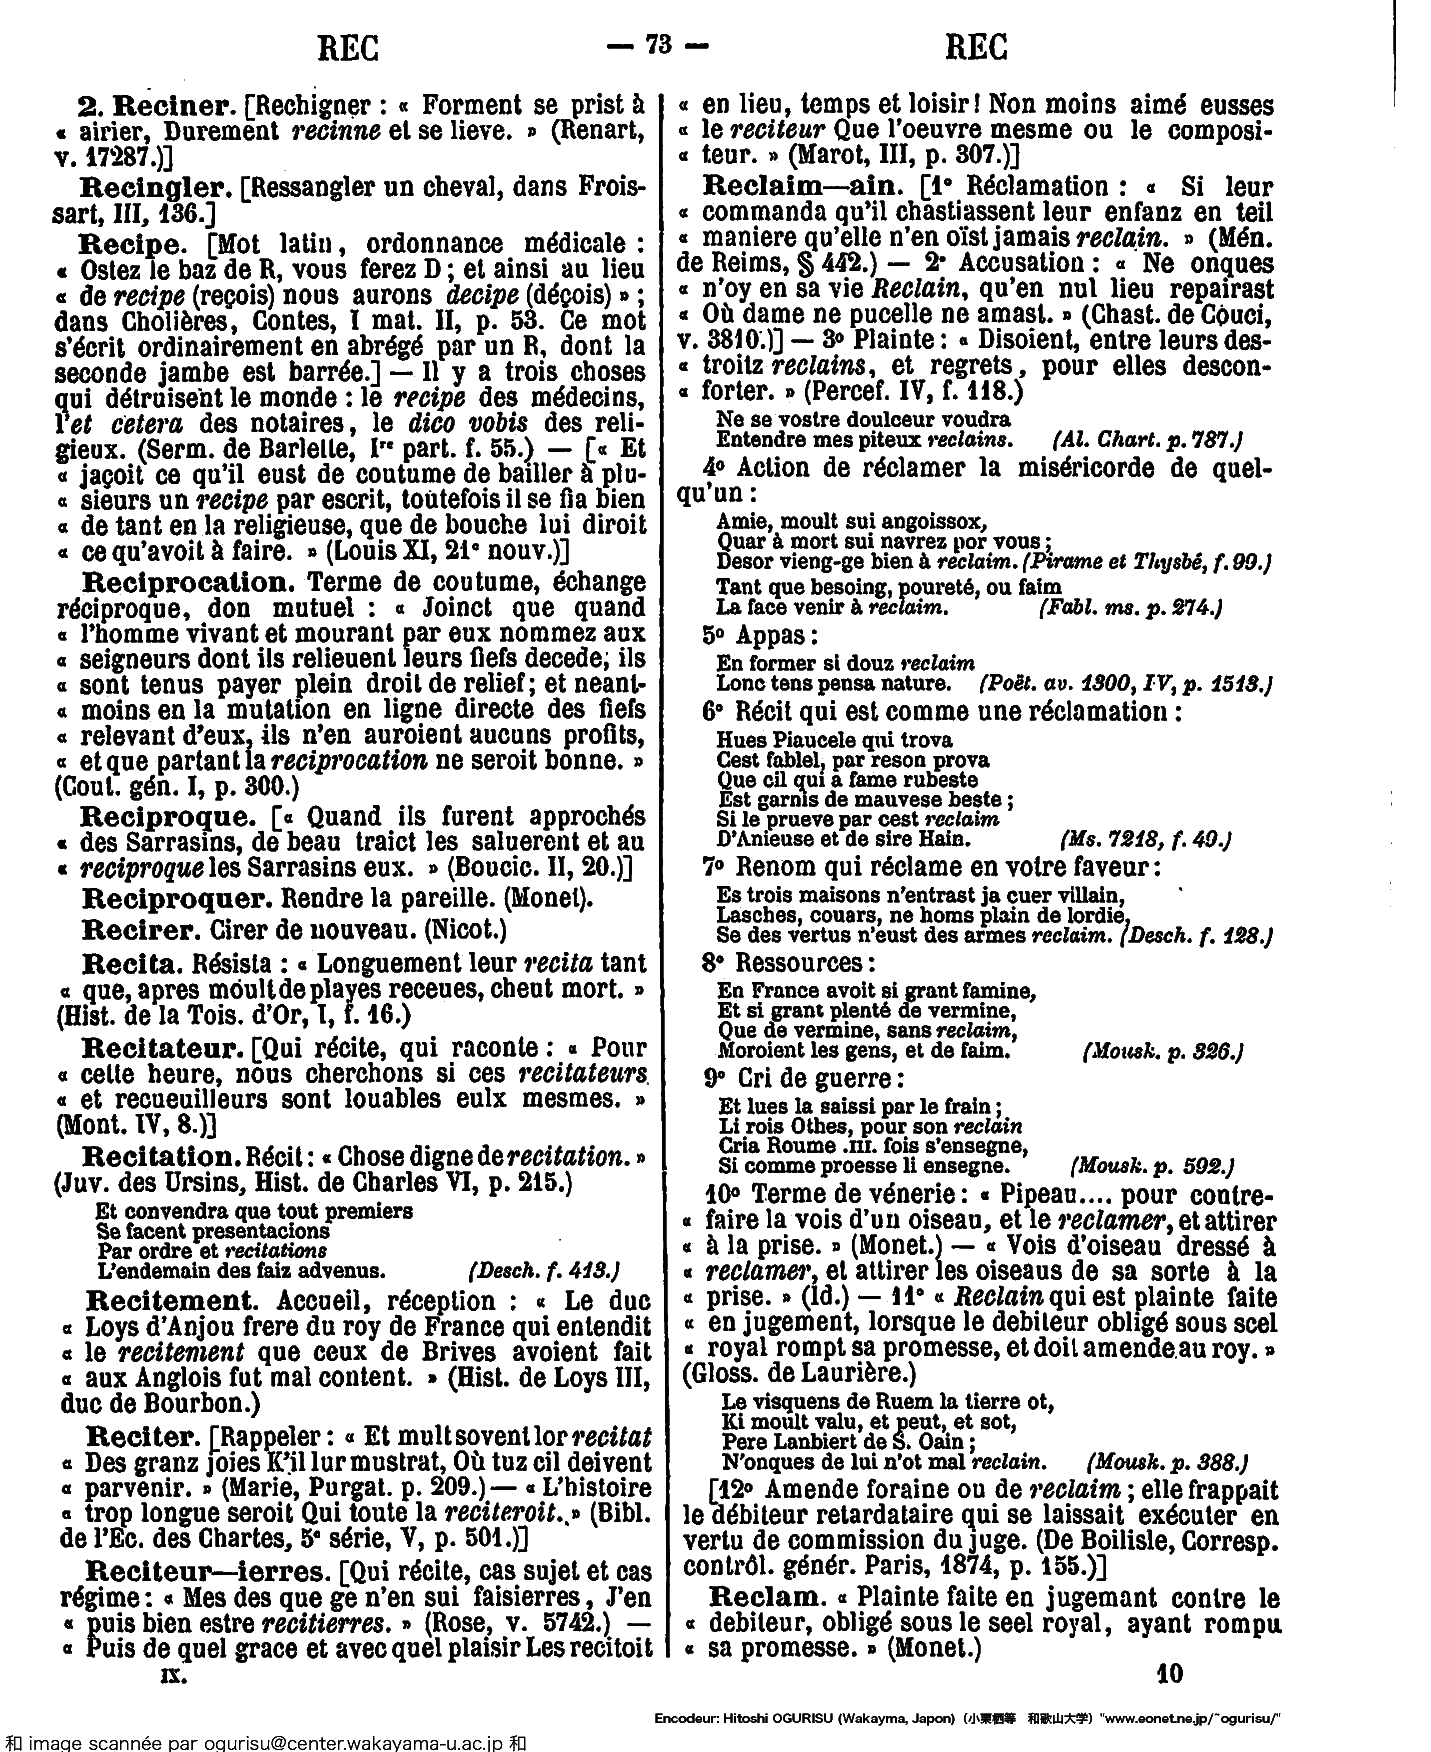 REC
— 73 —
REC
2. Reciner. [Rechigner : « Forment se prist à
« airier, Durement recinne et se lieve. » (Renart,
v. 17287.)]
Recingler. [Ressangler un cheval, dans Frois-
sart, III, 136.]
Recipe. [Mot latin, ordonnance médicale :
« Ostez le baz de R, vous ferez D ; et ainsi au lieu
« de recipe (reçois) nous aurons decipe (déçois) » ;
dans Cholières, Contes, I mat. II, p. 53. Ce mot
s'écrit ordinairement en abrégé par un R, dont la
seconde jambe est barrée.] — Il y a trois choses
qui détruisent le monde : le recipe des médecins,
l'et cetera des notaires, le dico vobis des reli-
gieux. (Serm. de Barlette, Ire part. f. 55.) — [« Et
« jaçoit ce qu'il eust de coutume de bailler à plu-
« sieurs un recipe par escrit, toutefois il se fia bien
« de tant en la religieuse, que de bouche lui diroit
« ce qu'avoit à faire. » (Louis XI, 21e nouv.)]
Reciprocation. Terme de coutume, échange
réciproque, don mutuel : « Joinct que quand
« l'homme vivant et mourant par eux nommez aux
« seigneurs dont ils relieuent leurs fiefs decede; ils
« sont tenus payer plein droit de relief ; et neant-
« moins en la mutation en ligne directe des fiefs
« relevant d'eux, ils n'en auroient aucuns profits,
« et que partant la reciprocation ne seroit bonne. »
(Cout. gén. I, p. 300.)
Reciproque. [« Quand ils furent approchés
« des Sarrasins, de beau traict les saluerent et au
« reciproque les Sarrasins eux. » (Boucic. II, 20.)]
Reciproquer. Rendre la pareille. (Monet).
Recirer. Cirer de nouveau. (Nicot.)
Recita. Résista : « Longuement leur recita tant
« que, apres moult de playes receues, cheut mort. »
(Hist. de la Tois. d'Or, I, f. 16.)
Recitateur. [Qui récite, qui raconte : « Pour
« cette heure, nous cherchons si ces recitateurs
« et recueuilleurs sont louables eulx mesmes. »
(Mont. IV, 8.)]
Recitation. Récit : « Chose digne de recitation. »
(Juv. des Ursins, Hist. de Charles VI, p. 215.)
Et convendra que tout premiers
Se facent presentacions
Par ordre et recitations
L'endemain des faiz advenus. (Desch. f. 413.)
Recitement. Accueil, réception : « Le duc
« Loys d'Anjou frere du roy de France qui entendit
« le recitement que ceux de Brives avoient fait
« aux Anglois fut mal content. » (Hist. de Loys III,
duc de Bourbon.)
Reciter. [Rappeler : « Et mult sovent lor recitat
« Des granz joies K'il lur mustrat, Où tuz cil deivent
« parvenir. » (Marie, Purgat. p. 209.) — « L'histoire
« trop longue seroit Qui toute la reciteroit. » (Bibl.
de l'Ec. des Chartes, 5e série, V, p. 501.)]
Reciteur—ierres. [Qui récite, cas sujet et cas
régime : « Mes des que ge n'en sui faisierres, J'en
« puis bien estre recitierres. » (Rose, v. 5742.) —
« Puis de quel grace et avec quel plaisir Les recitoit
IX.
« en lieu, temps et loisir ! Non moins aimé eusses
« le reciteur Que l'oeuvre mesme ou le composi-
« teur. » (Marot, III, p. 307.)]
Reclaim—ain. [1° Réclamation : « Si leur
« commanda qu'il chastiassent leur enfanz en teil
« maniere qu'elle n'en oïst jamais reclain. » (Mén.
de Reims, § 442.) — 2° Accusation : « Ne onques
« n'oy en sa vie Reclain, qu'en nul lieu repairast
« Où dame ne pucelle ne amast. » (Chast. de Couci,
v. 3810.)] — 3° Plainte : « Disoient, entre leurs des-
« troitz reclains, et regrets, pour elles descon-
« forter. » (Percef. IV, f. 118.)
Ne se vostre doulceur voudra
Entendre mes piteux reclains. (Al. Chart. p. 787.)
4° Action de réclamer la miséricorde de quel-
qu'un :
Amie, moult sui angoissox,
Quar à mort sui navrez por vous ;
Desor vieng-ge bien à reclaim. (Pirame et Thysbé, f. 99.)
Tant que besoing, poureté, ou faim
La face venir à reclaim. (Fabl. ms. p. 274.)
5° Appas :
En former si douz reclaim
Lonc tens pensa nature. (Poët. av. 1300, IV, p. 1513.)
6° Récit qui est comme une réclamation :
Hues Piaucele qui trova
Cest fablel, par reson prova
Que cil qui a fame rubeste
Est garnis de mauvese beste ;
Si le prueve par cest reclaim
D'Anieuse et de sire Hain. (Ms. 7218, f. 49.)
7° Renom qui réclame en votre faveur :
Es trois maisons n'entrast ja cuer villain,
Lasches, couars, ne homs plain de lordie,
Se des vertus n'eust des armes reclaim. (Desch. f. 128.)
8° Ressources :
En France avoit si grant famine,
Et si grant plenté de vermine,
Que de vermine, sans reclaim,
Moroient les gens, et de faim. (Mousk. p. 326.)
9° Cri de guerre :
Et lues la saissi par le frain ;
Li rois Othes, pour son reclain
Cria Roume .III. fois s'ensegne,
Si comme proesse li ensegne. (Mousk. p. 592.)
10° Terme de vénerie : « Pipeau.... pour contre-
« faire la vois d'un oiseau, et le reclamer, et attirer
« à la prise. » (Monet.) — « Vois d'oiseau dressé à
« reclamer, et attirer les oiseaus de sa sorte à la
« prise. » (Id.) — 11° « Reclain qui est plainte faite
« en jugement, lorsque le debiteur obligé sous scel
« royal rompt sa promesse, et doit amende au roy. »
(Gloss. de Laurière.)
Le visquens de Ruem la tierre ot,
Ki moult valu, et peut, et sot,
Pere Lanbiert de S. Oain ;
N'onques de lui n'ot mal reclain. (Mousk. p. 388.)
[12° Amende foraine ou de reclaim ; elle frappait
le débiteur retardataire qui se laissait exécuter en
vertu de commission du juge. (De Boilisle, Corresp.
contrôl. génér. Paris, 1874, p. 155.)]
Reclam. « Plainte faite en jugemant contre le
« debiteur, obligé sous le seel royal, ayant rompu
« sa promesse. » (Monet.)
10
Encodeur: Hitoshi OGURISU (Wakayma, Japon) (小栗栖等 和歌山大学) "www.eonet.ne.jp/~ogurisu/"
和 image scannée par ogurisu@center.wakayama-u.ac.jp 和